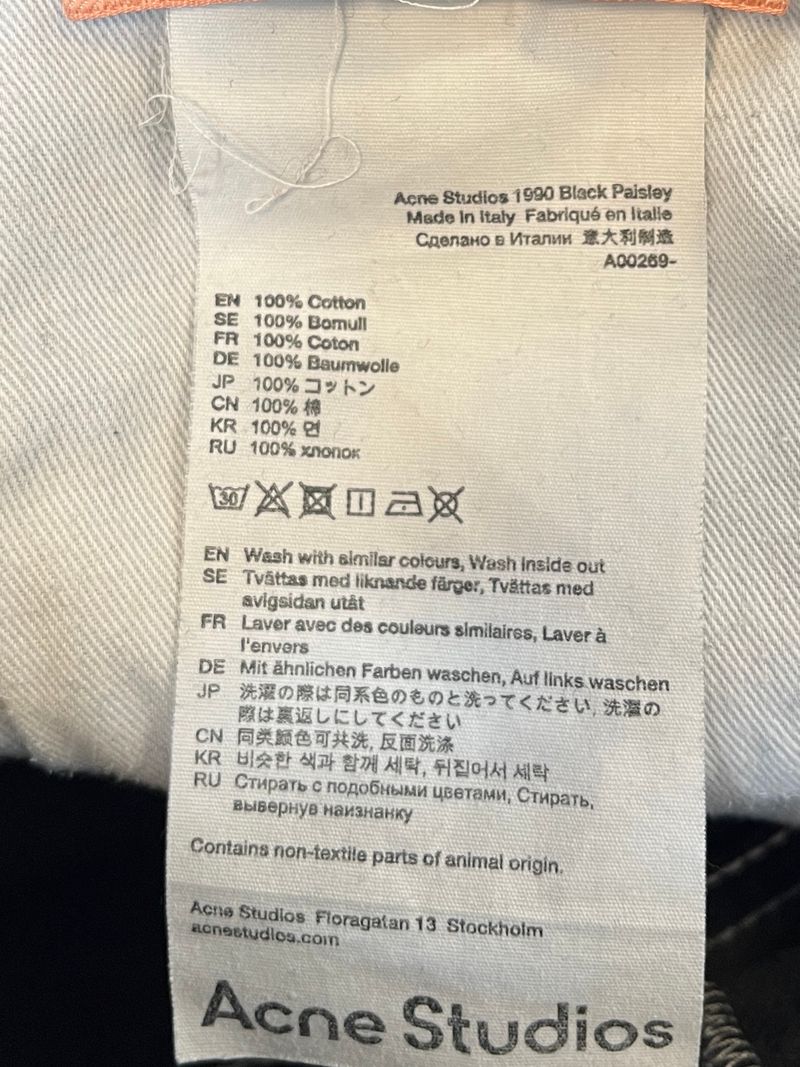 Acne Studios 1990 Black Paisley
Made in Italy Fabriqué en Italie
Сделано в Италии 意大利制造
A00269-
EN 100% Cotton
SE 100% Bomull
FR 100% Coton
DE 100% Baumwolle
JP 100% コットン
CN 100% 棉
KR 100% 면
RU 100% хлопок
30
EN Wash with similar colours, Wash inside out
SE Tvättas med liknande färger, Tvättas med
avigsidan utåt
FR Laver avec des couleurs similaires, Laver à
l'envers
DE Mit ähnlichen Farben waschen, Auf links waschen
JP 洗濯の際は同系色のものと洗ってください, 洗濯の
際は裏返しにしてください
CN 同类颜色可共洗, 反面洗涤
KR 비슷한 색과 함께 세탁, 뒤집어서 세탁
RU Стирать с подобными цветами, Стирать,
вывернув наизнанку
Contains non-textile parts of animal origin.
Acne Studios Floragatan 13 Stockholm
acnestudios.com
Acne Studios